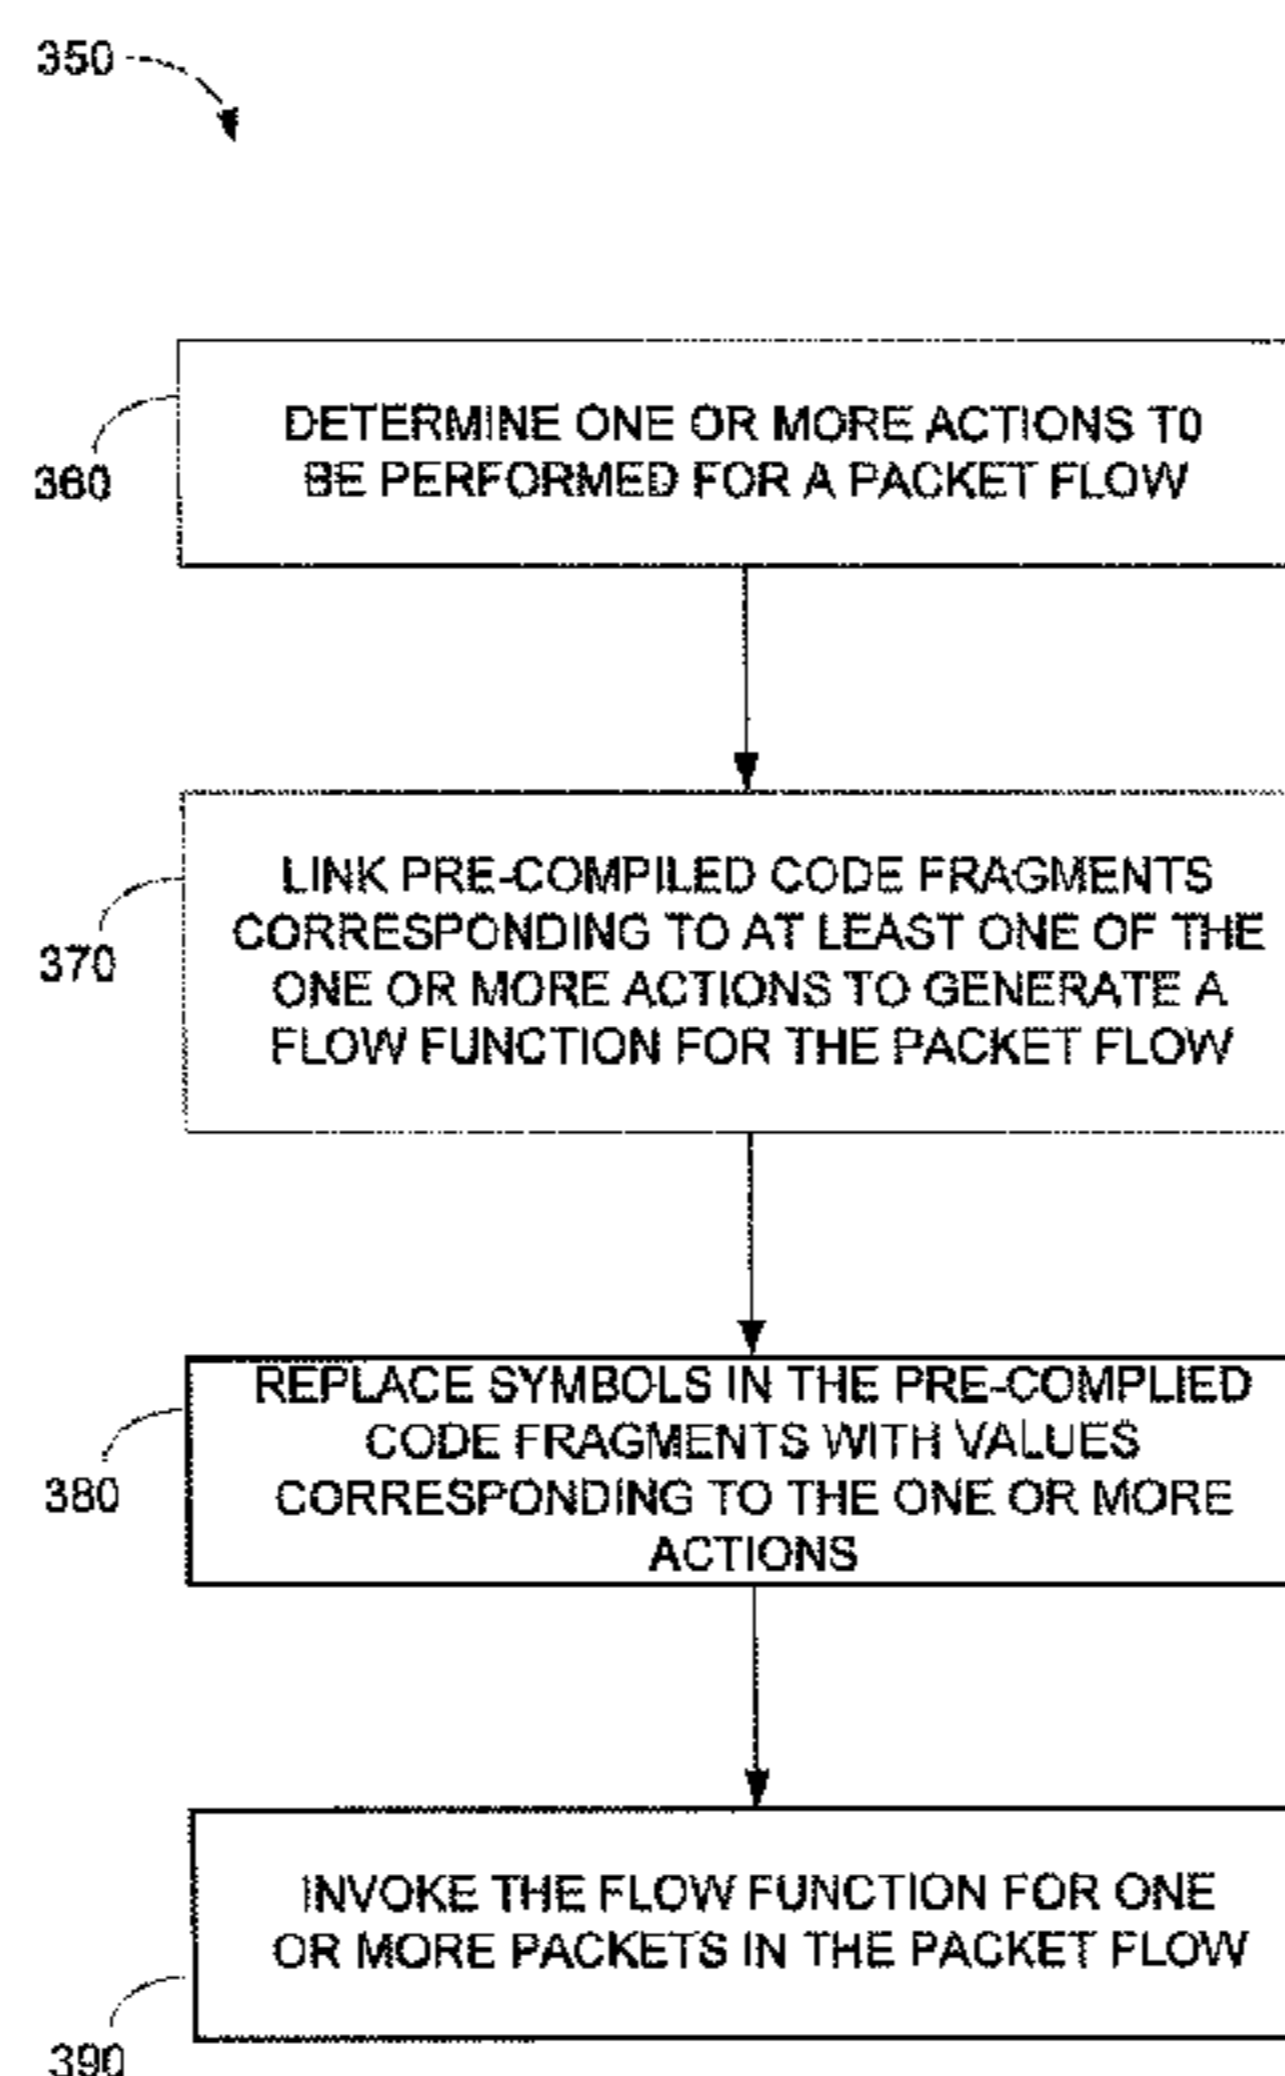 350
DETERMINE ONE OR MORE ACTIONS TO
BE PERFORMED FOR A PACKET FLOW
360
LINK PRE-COMPILED CODE FRAGMENTS
CORRESPONDING TO AT LEAST ONE OF THE
ONE OR MORE ACTIONS TO GENERATE A
FLOW FUNCTION FOR THE PACKET FLOW
370
REPLACE SYMBOLS IN THE PRE-COMPLIED
CODE FRAGMENTS WITH VALUES
CORRESPONDING TO THE ONE OR MORE
ACTIONS
380
INVOKE THE FLOW FUNCTION FOR ONE
OR MORE PACKETS IN THE PACKET FLOW
390